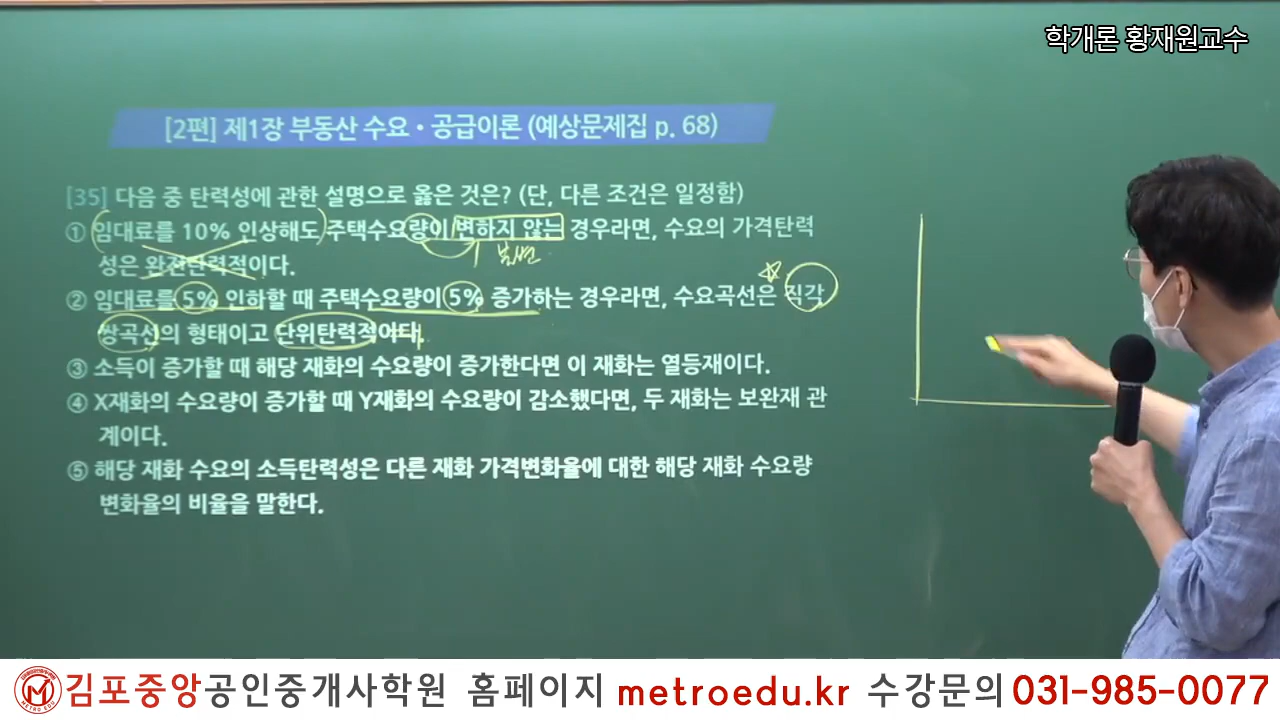 학개론 황재원교수
[2편] 제1장 부동산 수요·공급이론 (예상문제집 p. 68)
[35] 다음 중 탄력성에 관한 설명으로 옳은 것은? (단, 다른 조건은 일정함)
① 임대료를 10% 인상해도 주택수요량이 변하지 않는 경우라면, 수요의 가격탄력
성은 완전탄력적이다.
② 임대료를 5% 인하할 때 주택수요량이 5% 증가하는 경우라면, 수요곡선은 직각
쌍곡선의 형태이고 단위탄력적이다.
③ 소득이 증가할 때 해당 재화의 수요량이 증가한다면 이 재화는 열등재이다.
④ X재화의 수요량이 증가할 때 Y재화의 수요량이 감소했다면, 두 재화는 보완재 관
계이다.
⑤ 해당 재화 수요의 소득탄력성은 다른 재화 가격변화율에 대한 해당 재화 수요량
변화율의 비율을 말한다.
김포중앙공인중개사학원 홈페이지 metroedu.kr 수강문의 031-985-0077